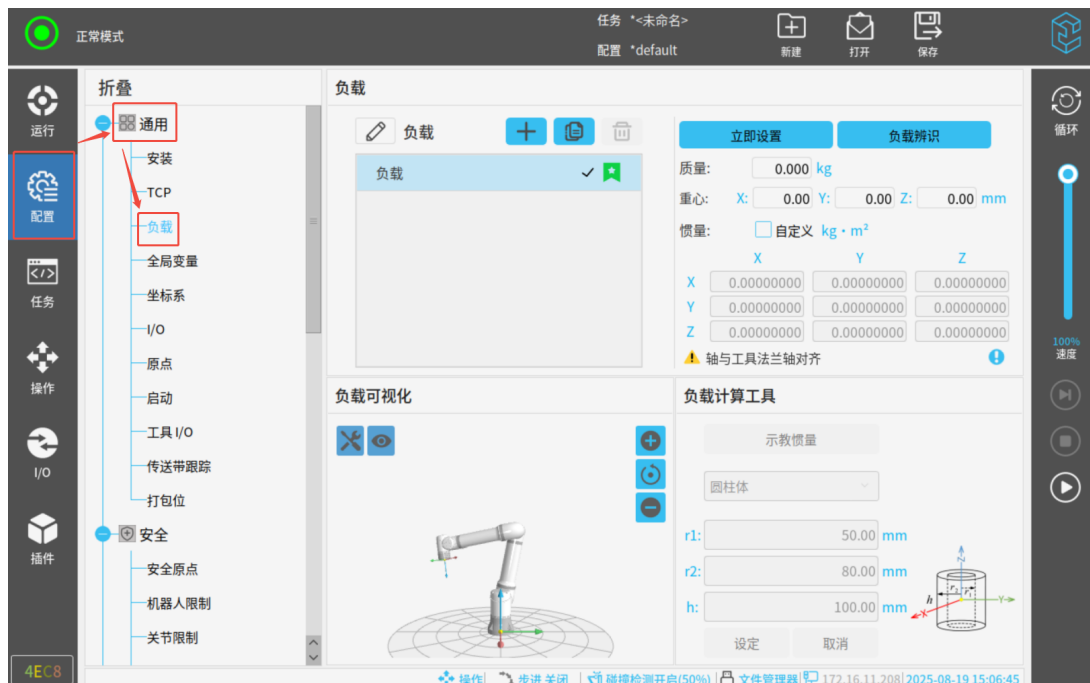 正常模式
任务 *<未命名>
配置 *default
新建
打开
保存
运行
配置
任务
操作
I/O
插件
4EC8
折叠
通用
安装
TCP
负载
全局变量
坐标系
I/O
原点
启动
工具 I/O
传送带跟踪
打包位
安全
安全原点
机器人限制
关节限制
负载
负载
负载
立即设置
负载辨识
质量: 0.000 kg
重心: X: 0.00 Y: 0.00 Z: 0.00 mm
惯量: 自定义 kg・m²
X Y Z
X 0.00000000 0.00000000 0.00000000
Y 0.00000000 0.00000000 0.00000000
Z 0.00000000 0.00000000 0.00000000
轴与工具法兰轴对齐
负载可视化
负载计算工具
示教惯量
圆柱体
r1: 50.00 mm
r2: 80.00 mm
h: 100.00 mm
Z
h r₂ r₁ Y
X
设定 取消
循环
100%
速度
操作 步进 关闭 碰撞检测开启(50%) 文件管理器 172.16.11.208 2025-08-19 15:06:45